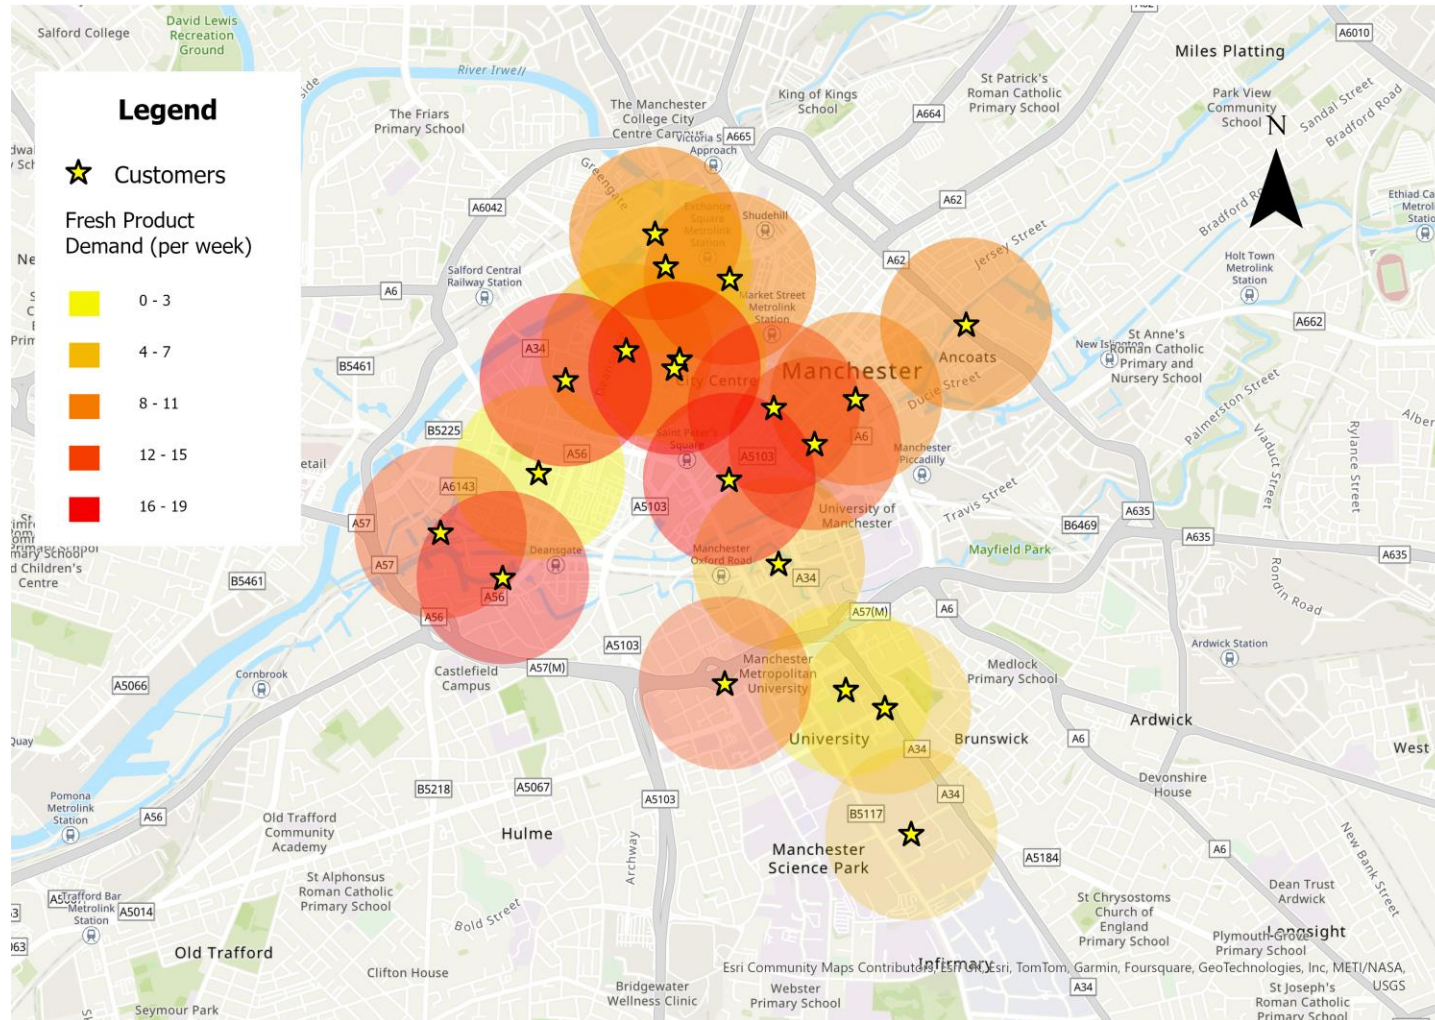 Legend
Customers
Fresh Product
Demand (per week)
0 - 3
4 - 7
8 - 11
12 - 15
16 - 19
N
Salford College
David Lewis
Recreation
Ground
River Irwell
The Friars
Primary School
The Manchester
College City
Centre Campus
Victoria
Approach
A665
King of Kings
School
St Patrick's
Roman Catholic
Primary School
A664
Miles Platting
A6010
Park View
Community
School
Sandal Street
Bradford Road
A6042
Greengate
Exchange
Square
Metrolink
Station
Shudehill
A62
A62
Jersey Street
Holt Town
Metrolink
Station
A662
Salford Central
Railway Station
A6
Market Street
Metrolink
Station
St Anne's
Roman Catholic
Primary and
Nursery School
New Islington
Ancoats
A34
B5461
City Centre
Manchester
Ducie Street
Palmerston Street
Viaduct Street
Rylance Street
B5225
A56
Saint Peter's
Square
A5103
A6
Manchester
Piccadilly
A6143
A57
A57
A5103
University of
Manchester
Travis Street
B6469
A635
A635
A635
Deansgate
Manchester
Oxford Road
A34
Mayfield Park
Rondin Road
B5461
Centre
A56
A56
A57(M)
A6
A5103
A57(M)
Castlefield
Campus
Manchester
Metropolitan
University
Medlock
Primary School
Ardwick Station
Cornbrook
A5066
University
Brunswick
Ardwick
West
A34
A6
A34
Devonshire
House
Pomona
Metrolink
Station
A56
B5218
A5067
A5103
B5117
Old Trafford
Community
Academy
Hulme
Archway
Manchester
Science Park
A5184
A6
New Bank Street
St Alphonsus
Roman Catholic
Primary School
Bold Street
Trafford Bar
Metrolink
Station
A5014
St Chrysostoms
Church of
England
Primary School
Dean Trust
Ardwick
Plymouth Grove
Primary School
Longsight
Old Trafford
Clifton House
Infirmary
Bridgewater
Wellness Clinic
Webster
Primary School
A34
St Joseph's
Roman Catholic
Primary School
Seymour Park
Esri Community Maps Contributors, Esri UK, Esri, TomTom, Garmin, Foursquare, GeoTechnologies, Inc, METI/NASA,
USGS